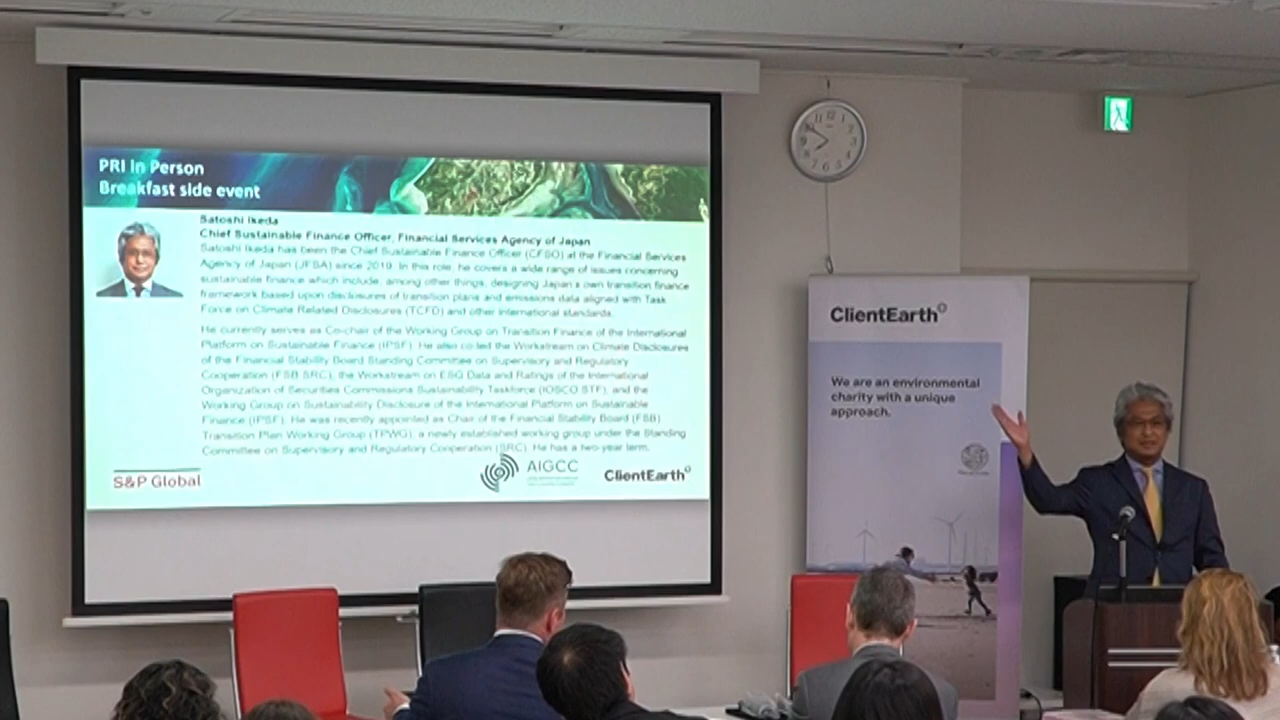 PRI In Person
Breakfast side event
Satoshi Ikeda
Chief Sustainable Finance Officer, Financial Services Agency of Japan
Satoshi Ikeda has been the Chief Sustainable Finance Officer (CFSO) at the Financial Services
Agency of Japan (JFSA) since 2019. In this role, he covers a wide range of issues concerning
sustainable finance which include, among other things, designing Japan's own transition finance
framework based upon disclosures of transition plans and emissions data aligned with Task
Force on Climate Related Disclosures (TCFD) and other international standards.
He currently serves as Co-chair of the Working Group on Transition Finance of the International
Platform on Sustainable Finance (IPSF). He also co-led the Workstream on Climate Disclosures
of the Financial Stability Board Standing Committee on Supervisory and Regulatory
Cooperation (FSB SRC), the Workstream on ESG Data and Ratings of the International
Organization of Securities Commissions Sustainability Taskforce (IOSCO STF), and the
Working Group on Sustainability Disclosure of the International Platform on Sustainable
Finance (IPSF). He was recently appointed as Chair of the Financial Stability Board (FSB)
Transition Plan Working Group (TPWG), a newly established working group under the Standing
Committee on Supervisory and Regulatory Cooperation (SRC). He has a two-year term.
S&P Global
AIGCC
ClientEarth
ClientEarth
We are an environmental
charity with a unique
approach.